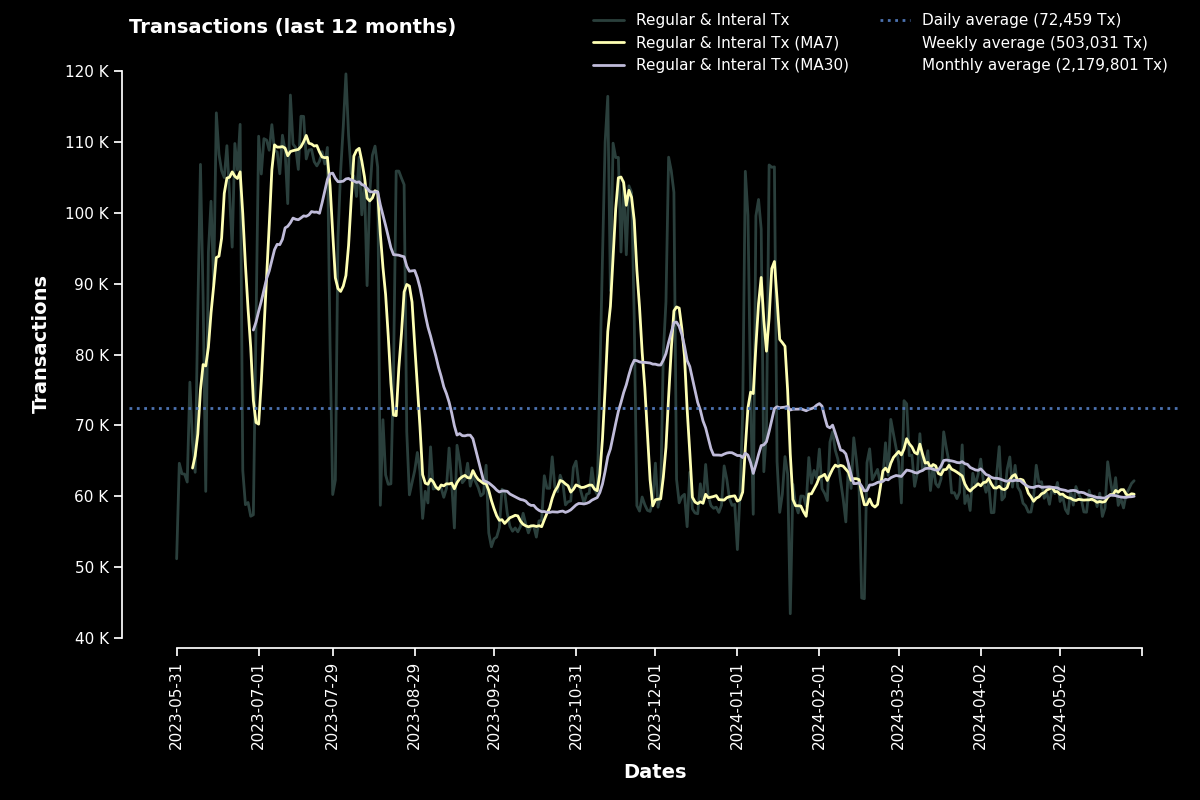 Transactions (last 12 months)
Regular & Interal Tx
Regular & Interal Tx (MA7)
Regular & Interal Tx (MA30)
Daily average (72,459 Tx)
Weekly average (503,031 Tx)
Monthly average (2,179,801 Tx)
120 K
110 K
100 K
90 K
80 K
70 K
60 K
50 K
40 K
Transactions
2023-05-31
2023-07-01
2023-07-29
2023-08-29
2023-09-28
2023-10-31
2023-12-01
2024-01-01
2024-02-01
2024-03-02
2024-04-02
2024-05-02
Dates